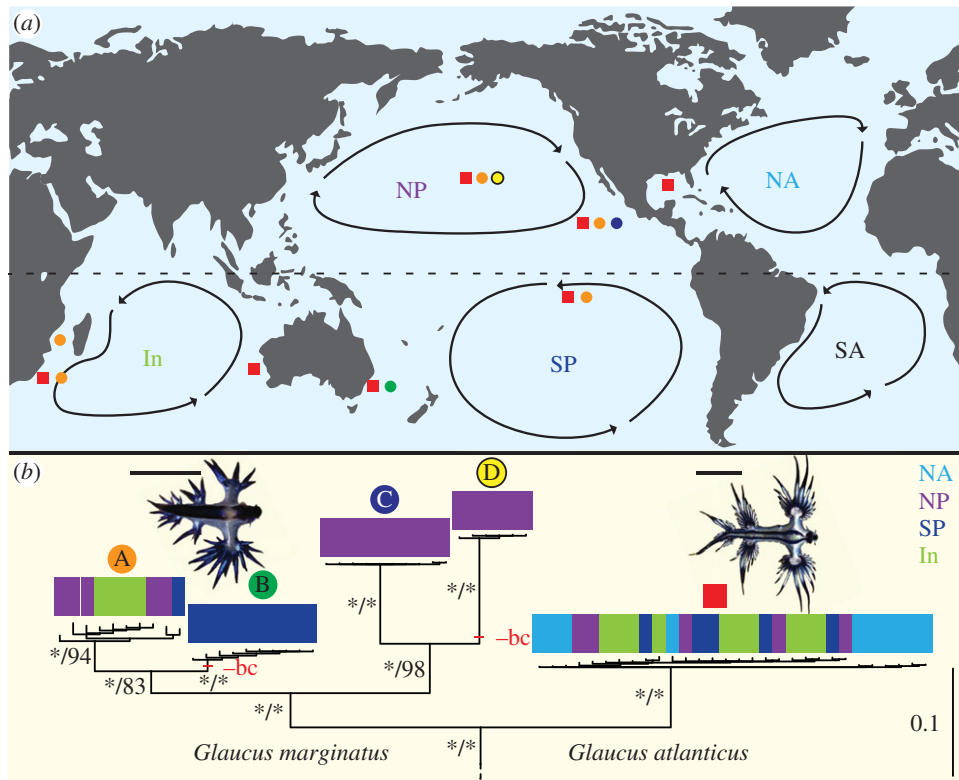 (a)
NP
NA
In
SP
SA
(b)
A
B
C
D
NA
NP
SP
In
*/94
*/83
–bc
*/*
*/*
*/*
*/98
–bc
*/*
*/*
*/*
0.1
Glaucus marginatus
Glaucus atlanticus